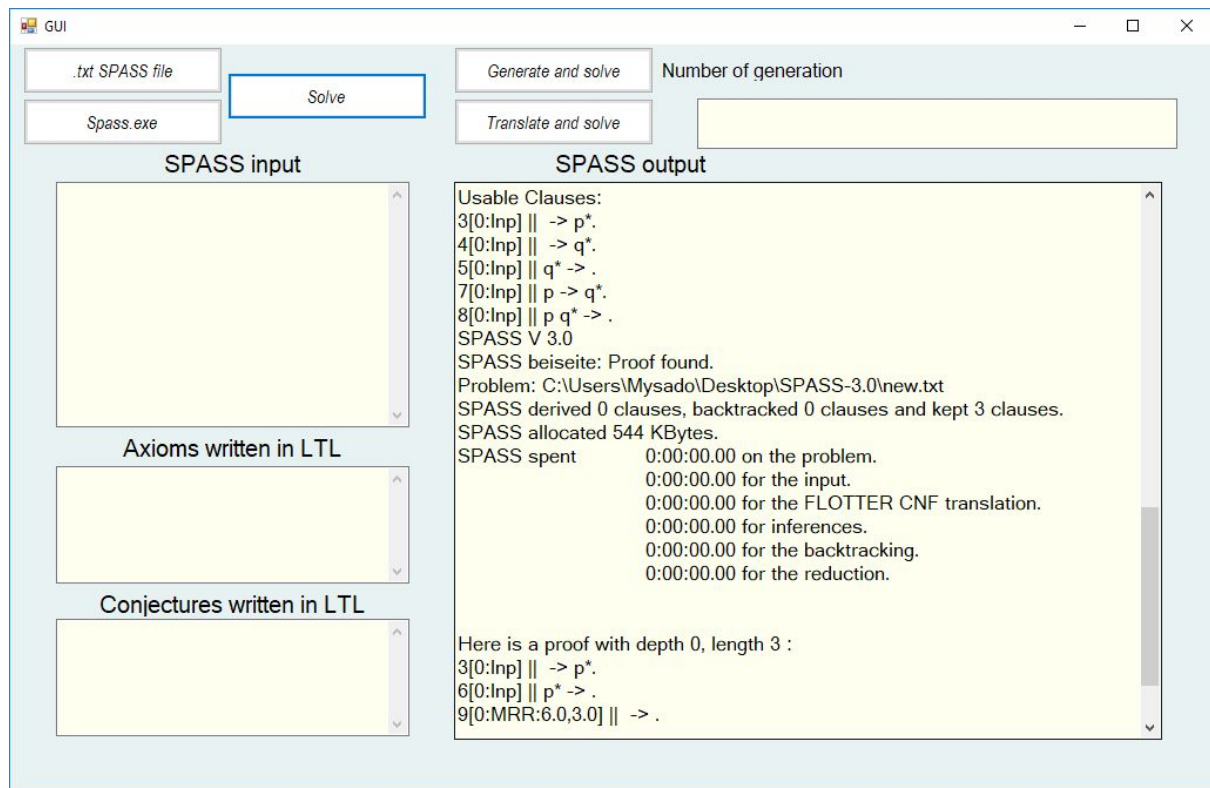 GUI
.txt SPASS file
Solve
Spass.exe
Generate and solve
Number of generation
Translate and solve
SPASS input
Axioms written in LTL
Conjectures written in LTL
SPASS output
Usable Clauses:
3[0:Inp] ||  -> p*.
4[0:Inp] ||  -> q*.
5[0:Inp] || q* -> .
7[0:Inp] || p -> q*.
8[0:Inp] || p q* -> .
SPASS V 3.0
SPASS beiseite: Proof found.
Problem: C:\Users\Mysado\Desktop\SPASS-3.0\new.txt
SPASS derived 0 clauses, backtracked 0 clauses and kept 3 clauses.
SPASS allocated 544 KBytes.
SPASS spent 0:00:00.00 on the problem.
0:00:00.00 for the input.
0:00:00.00 for the FLOTTER CNF translation.
0:00:00.00 for inferences.
0:00:00.00 for the backtracking.
0:00:00.00 for the reduction.
Here is a proof with depth 0, length 3 :
3[0:Inp] ||  -> p*.
6[0:Inp] || p* -> .
9[0:MRR:6.0,3.0] ||  -> .